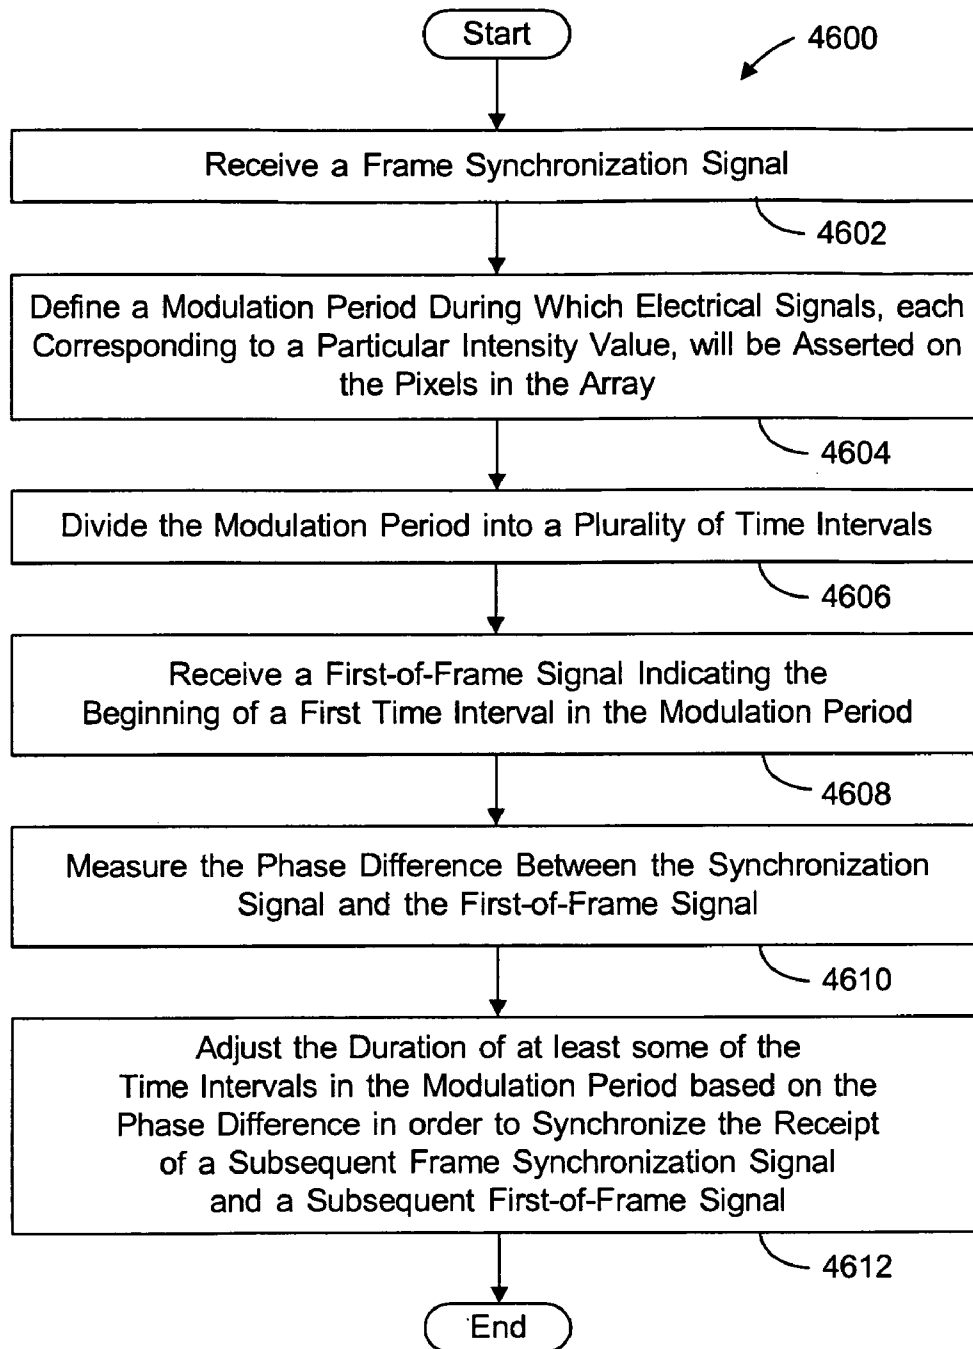 Start
4600
Receive a Frame Synchronization Signal
4602
Define a Modulation Period During Which Electrical Signals, each
Corresponding to a Particular Intensity Value, will be Asserted on
the Pixels in the Array
4604
Divide the Modulation Period into a Plurality of Time Intervals
4606
Receive a First-of-Frame Signal Indicating the
Beginning of a First Time Interval in the Modulation Period
4608
Measure the Phase Difference Between the Synchronization
Signal and the First-of-Frame Signal
4610
Adjust the Duration of at least some of the
Time Intervals in the Modulation Period based on the
Phase Difference in order to Synchronize the Receipt
of a Subsequent Frame Synchronization Signal
and a Subsequent First-of-Frame Signal
4612
End